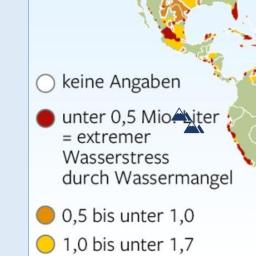 keine Angaben
unter 0,5 Mio. Liter
= extremer
Wasserstress
durch Wassermangel
0,5 bis unter 1,0
1,0 bis unter 1,7